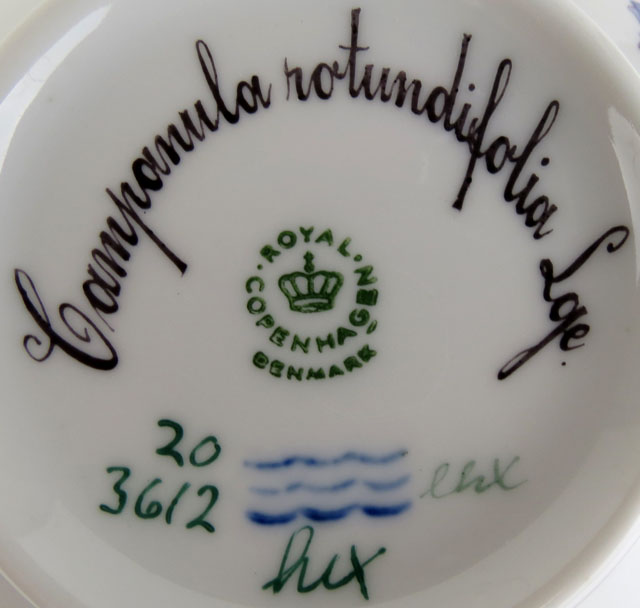 Campanula rotundifolia Lge.
ROYAL
COPENHAGEN
DENMARK
20
3612